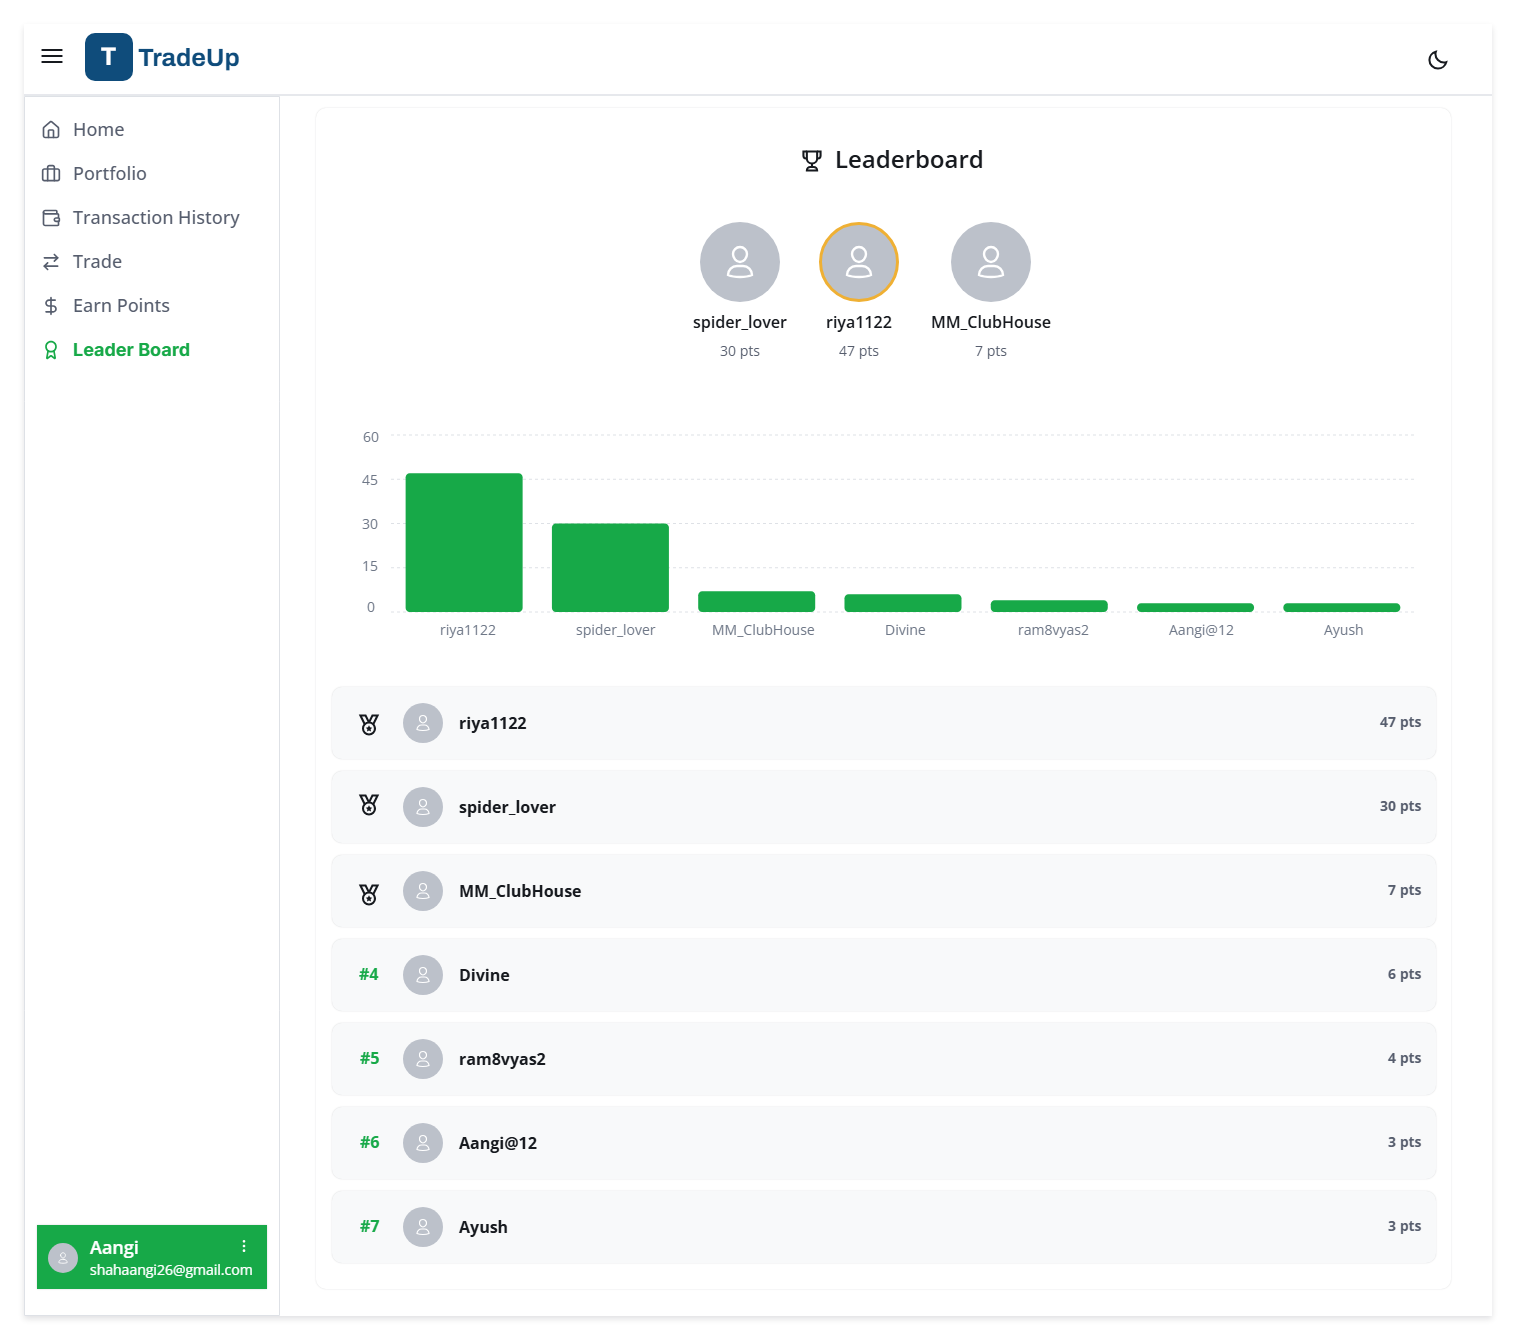 T TradeUp
Home
Portfolio
Transaction History
Trade
Earn Points
Leader Board
Leaderboard
spider_lover riya1122 MM_ClubHouse
30 pts 47 pts 7 pts
60
45
30
15
0
riya1122 spider_lover MM_ClubHouse Divine ram8vyas2 Aangi@12 Ayush
riya1122 47 pts
spider_lover 30 pts
MM_ClubHouse 7 pts
#4 Divine 6 pts
#5 ram8vyas2 4 pts
#6 Aangi@12 3 pts
#7 Ayush 3 pts
Aangi
shahaangi26@gmail.com